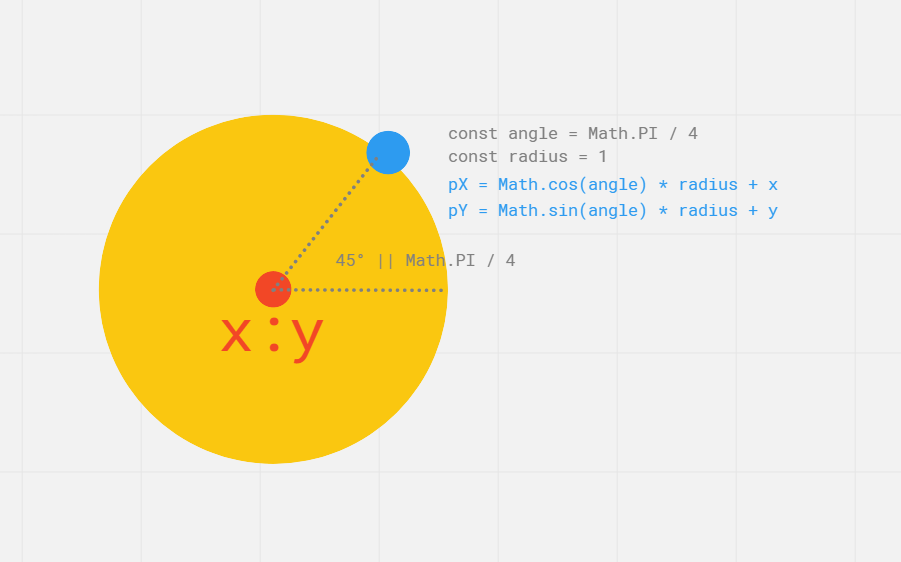 const angle = Math.PI / 4
const radius = 1
pX = Math.cos(angle) * radius + x
pY = Math.sin(angle) * radius + y
45° || Math.PI / 4
x:y